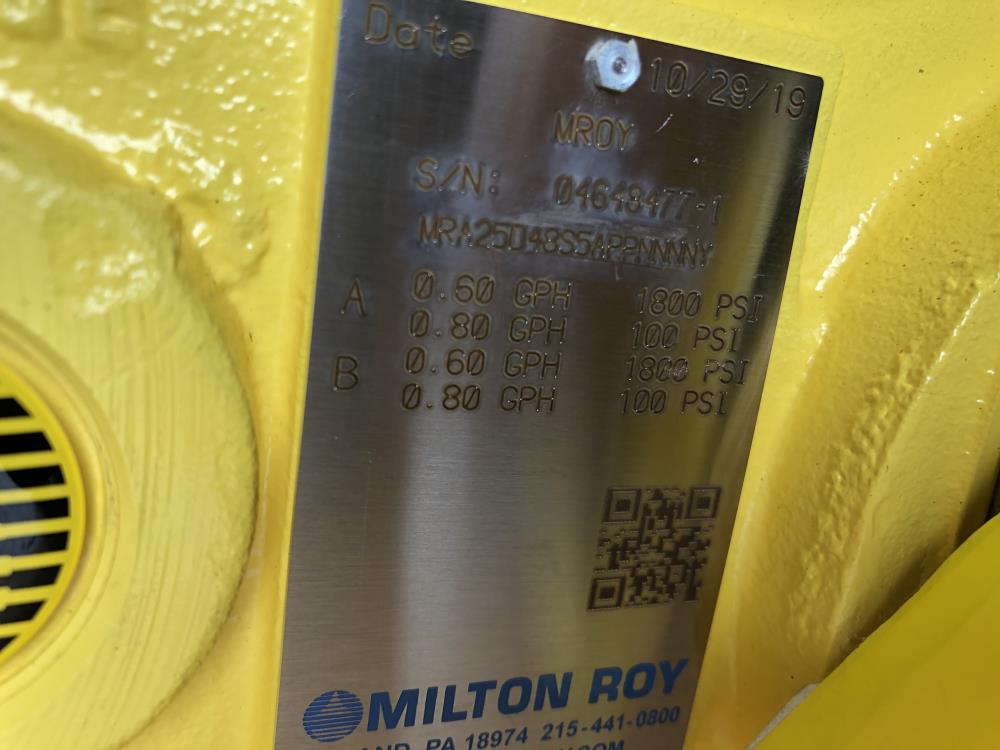 Date 10/29/19
MROY
S/N: 04648477-1
MRA25D48S5APPNNNNY
A 0.60 GPH 1800 PSI
0.80 GPH 100 PSI
B 0.60 GPH 1800 PSI
0.80 GPH 100 PSI
MILTON ROY
PA 18974 215-441-0800